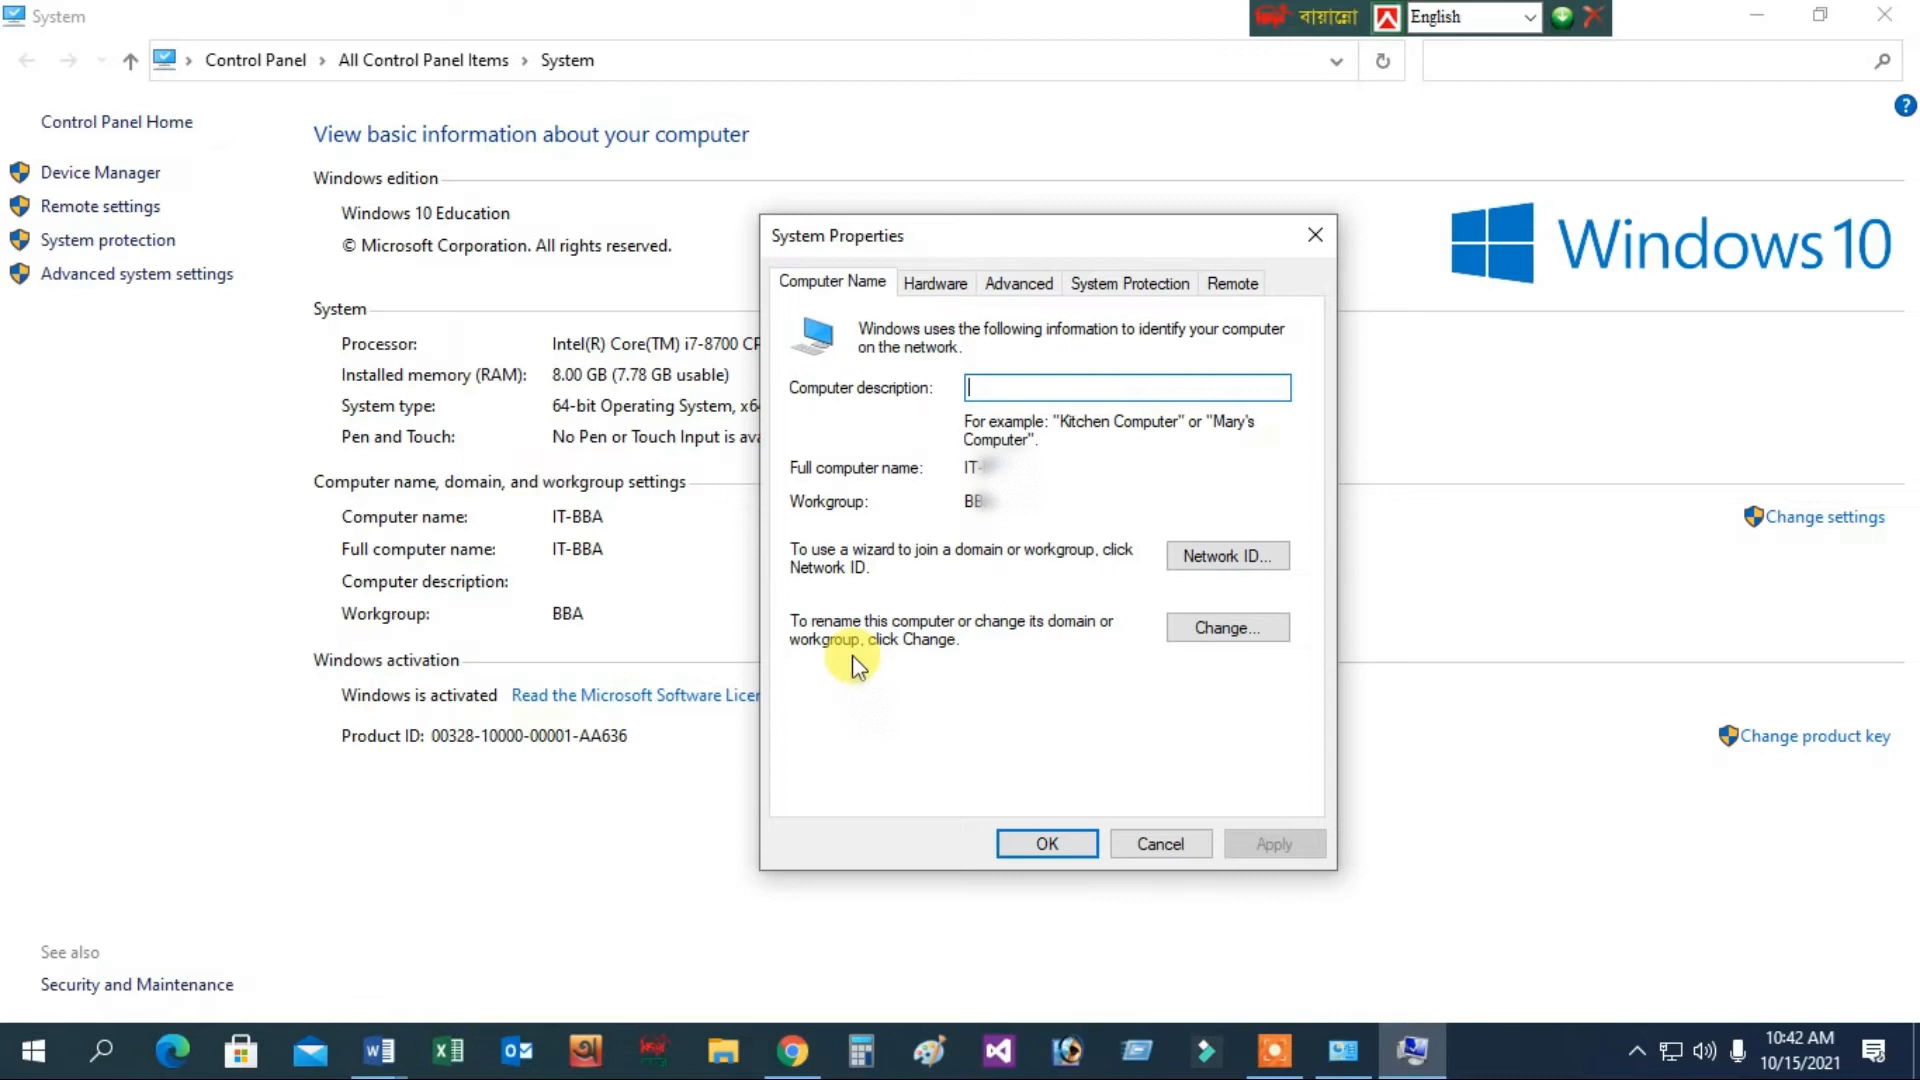 System
বায়ান্নো
English
Control Panel
All Control Panel Items
System
Control Panel Home
Device Manager
Remote settings
System protection
Advanced system settings
See also
Security and Maintenance
View basic information about your computer
Windows edition
Windows 10 Education
© Microsoft Corporation. All rights reserved.
Windows 10
System
Processor: Intel(R) Core(TM) i7-8700 CP
Installed memory (RAM): 8.00 GB (7.78 GB usable)
System type: 64-bit Operating System, x6
Pen and Touch: No Pen or Touch Input is ava
Computer name, domain, and workgroup settings
Computer name: IT-BBA
Full computer name: IT-BBA
Computer description:
Workgroup: BBA
Change settings
Windows activation
Windows is activated Read the Microsoft Software Licer
Product ID: 00328-10000-00001-AA636
Change product key
System Properties
Computer Name
Hardware
Advanced
System Protection
Remote
Windows uses the following information to identify your computer
on the network.
Computer description:
For example: "Kitchen Computer" or "Mary's
Computer".
Full computer name: IT-
Workgroup: BB
To use a wizard to join a domain or workgroup, click
Network ID.
Network ID...
To rename this computer or change its domain or
workgroup, click Change.
Change...
OK
Cancel
Apply
10:42 AM
10/15/2021